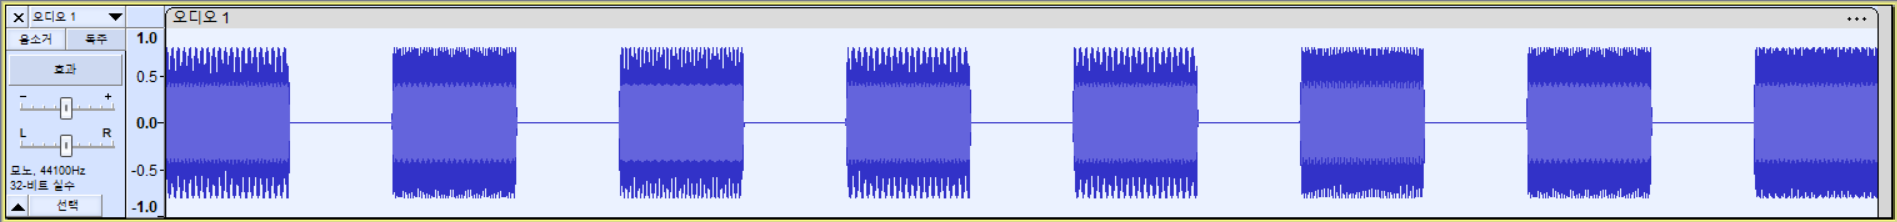 오디오 1
오디오 1
...
음소거 독주
효과
- +
L R
모노, 44100Hz
32-비트 실수
선택
1.0
0.5-
0.0-
-0.5-
-1.0